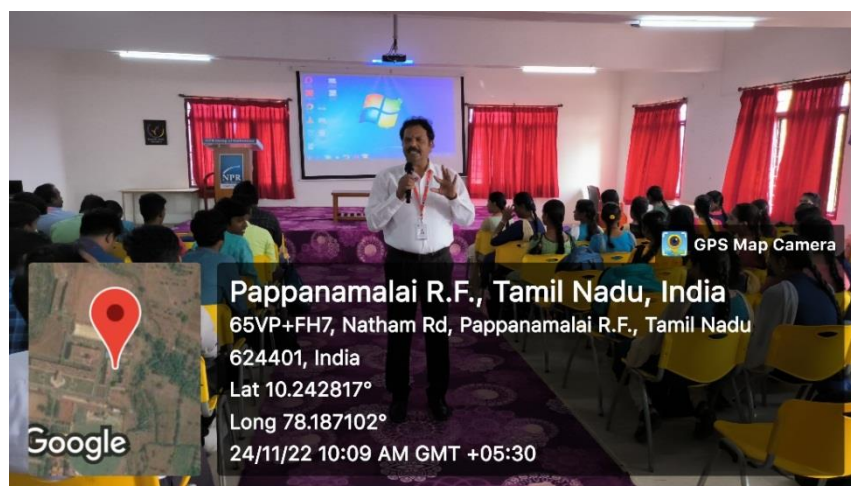 NPR
GPS Map Camera
Pappanamalai R.F., Tamil Nadu, India
65VP+FH7, Natham Rd, Pappanamalai R.F., Tamil Nadu
624401, India
Lat 10.242817°
Long 78.187102°
24/11/22 10:09 AM GMT +05:30
Google